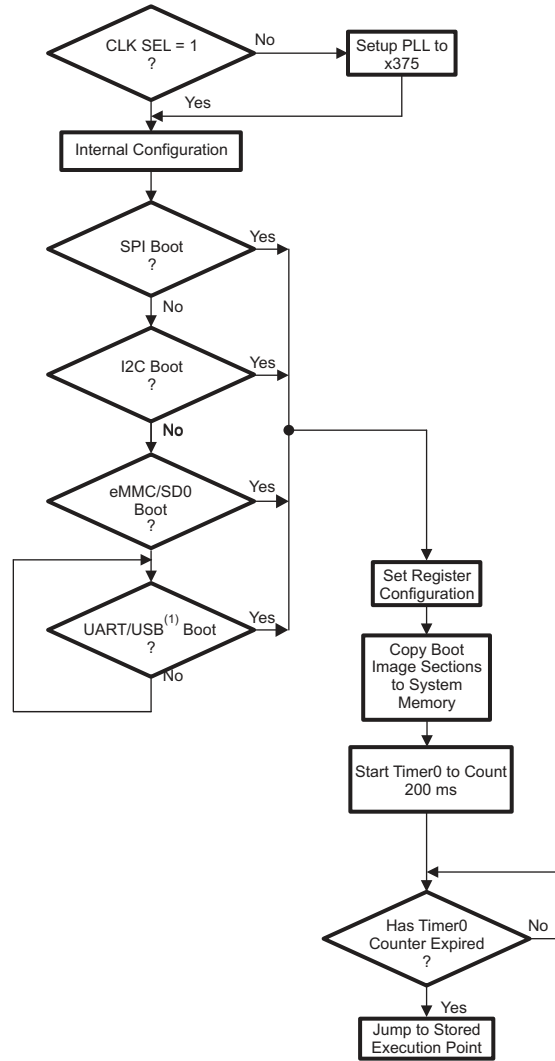 CLK SEL = 1
?
No
Setup PLL to
x375
Yes
Internal Configuration
SPI Boot
?
Yes
No
I2C Boot
?
Yes
No
eMMC/SD0
Boot
?
Yes
UART/USB(1) Boot
?
Yes
No
Set Register
Configuration
Copy Boot
Image Sections
to System
Memory
Start Timer0 to Count
200 ms
Has Timer0
Counter Expired
?
No
Yes
Jump to Stored
Execution Point